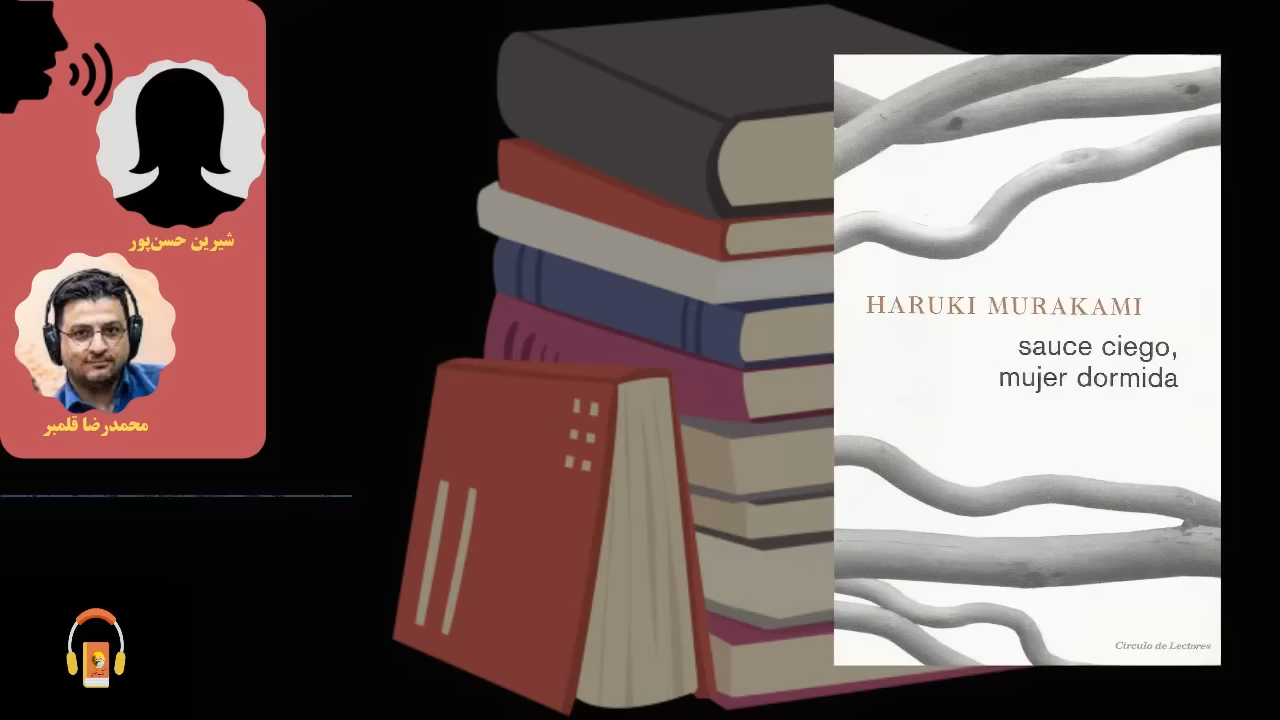 شیرین حسن‌پور
محمدرضا قلمبر
HARUKI MURAKAMI
sauce ciego,
mujer dormida
Círculo de Lectores